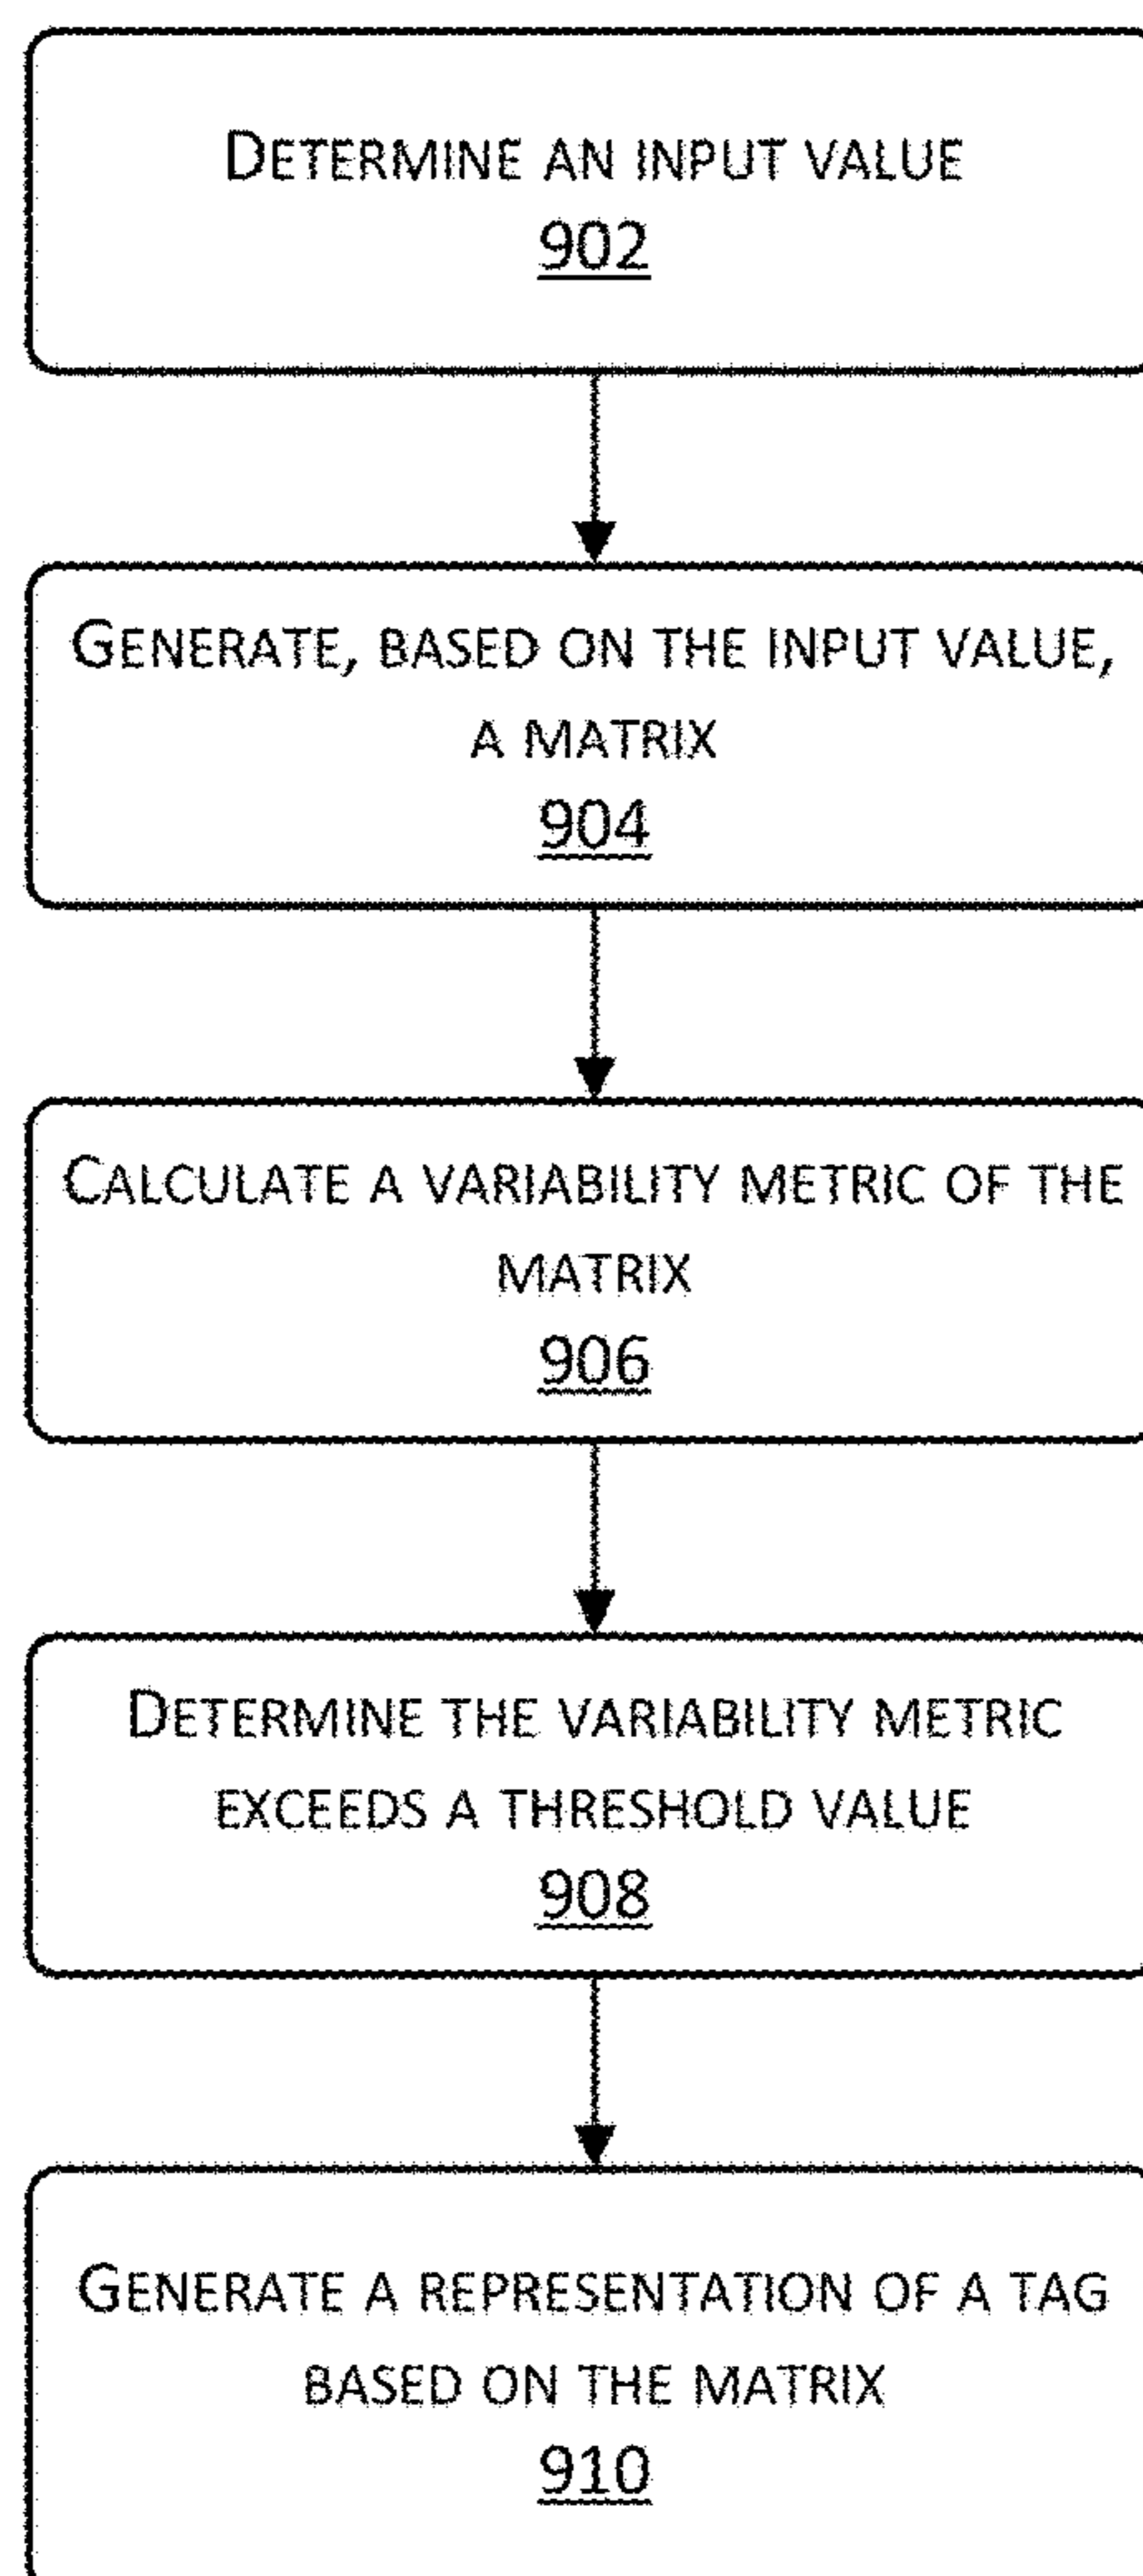 DETERMINE AN INPUT VALUE
902
GENERATE, BASED ON THE INPUT VALUE,
A MATRIX
904
CALCULATE A VARIABILITY METRIC OF THE
MATRIX
906
DETERMINE THE VARIABILITY METRIC
EXCEEDS A THRESHOLD VALUE
908
GENERATE A REPRESENTATION OF A TAG
BASED ON THE MATRIX
910